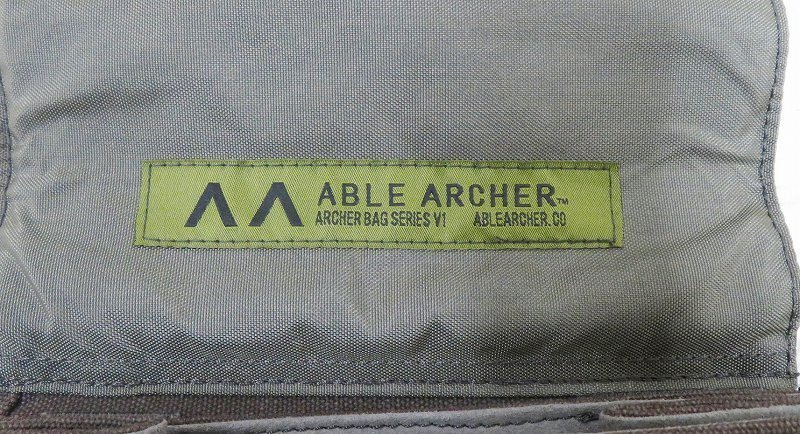 ABLE ARCHER™
ARCHER BAG SERIES V1 ABLEARCHER.CO